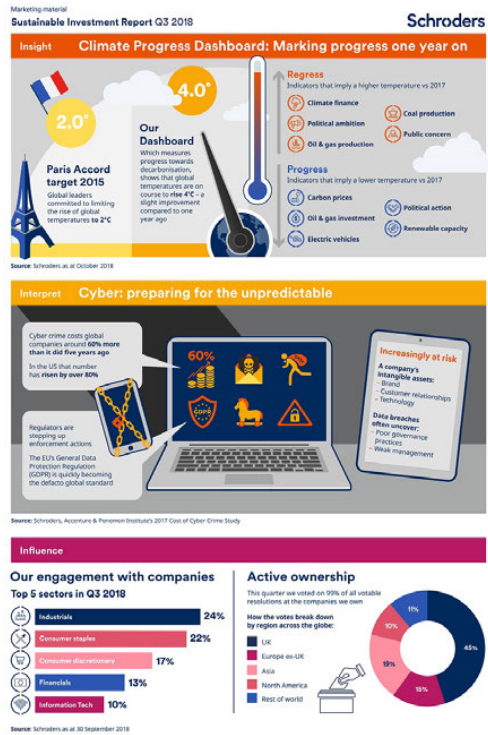 Marketing material
Sustainable Investment Report Q3 2018
Schroders
Insight
Climate Progress Dashboard: Marking progress one year on
2.0°
4.0°
Paris Accord
target 2015
Global leaders
committed to limiting
the rise of global
temperatures to 2°C
Our
Dashboard
Which measures
progress towards
decarbonisation,
shows that global
temperatures are on
course to rise 4°C – a
slight improvement
compared to one
year ago
Regress
Indicators that imply a higher temperature vs 2017
Climate finance
Political ambition
Oil & gas production
Coal production
Public concern
Progress
Indicators that imply a lower temperature vs 2017
Carbon prices
Oil & gas investment
Electric vehicles
Political action
Renewable capacity
Source: Schroders as at October 2018
Interpret
Cyber: preparing for the unpredictable
Cyber crime costs global
companies around 60% more
than it did five years ago
In the US that number
has risen by over 80%
Regulators are
stepping up
enforcement actions
The EU's General Data
Protection Regulation
(GDPR) is quickly becoming
the defacto global standard
60%
GDPR
Increasingly at risk
A company's
intangible assets:
- Brand
- Customer relationships
- Technology
Data breaches
often uncover:
- Poor governance
practices
- Weak management
Source: Schroders, Accenture & Ponemon Institute's 2017 Cost of Cyber Crime Study
Influence
Our engagement with companies
Top 5 sectors in Q3 2018
Industrials 24%
Consumer staples 22%
Consumer discretionary 17%
Financials 13%
Information Tech 10%
Active ownership
This quarter we voted on 99% of all votable
resolutions at the companies we own
How the votes break down
by region across the globe:
UK
Europe ex-UK
Asia
North America
Rest of world
11%
10%
45%
Source: Schroders as at 30 September 2018